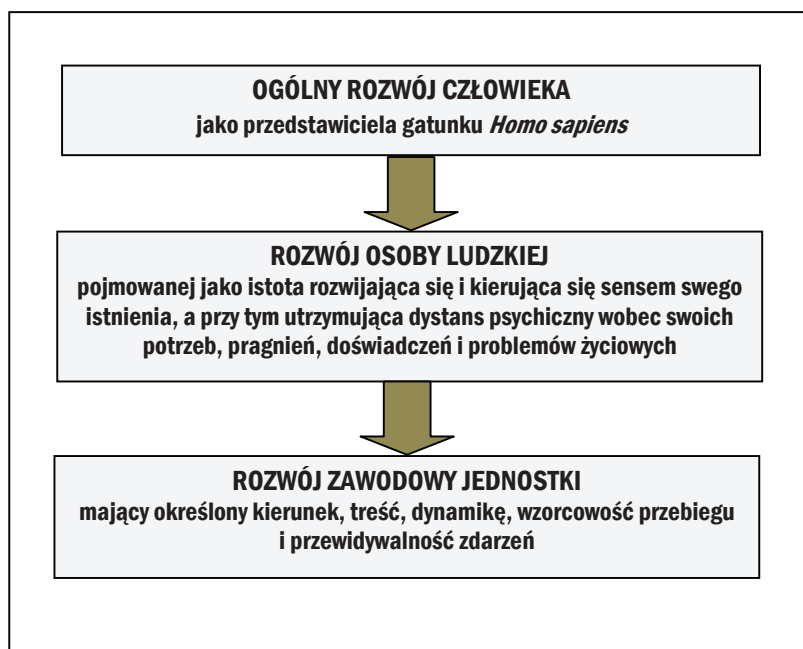 OGÓLNY ROZWÓJ CZŁOWIEKA
jako przedstawiciela gatunku Homo sapiens
ROZWÓJ OSOBY LUDZKIEJ
pojmowanej jako istota rozwijająca się i kierująca się sensem swego
istnienia, a przy tym utrzymująca dystans psychiczny wobec swoich
potrzeb, pragnień, doświadczeń i problemów życiowych
ROZWÓJ ZAWODOWY JEDNOSTKI
mający określony kierunek, treść, dynamikę, wzorcowość przebiegu
i przewidywalność zdarzeń